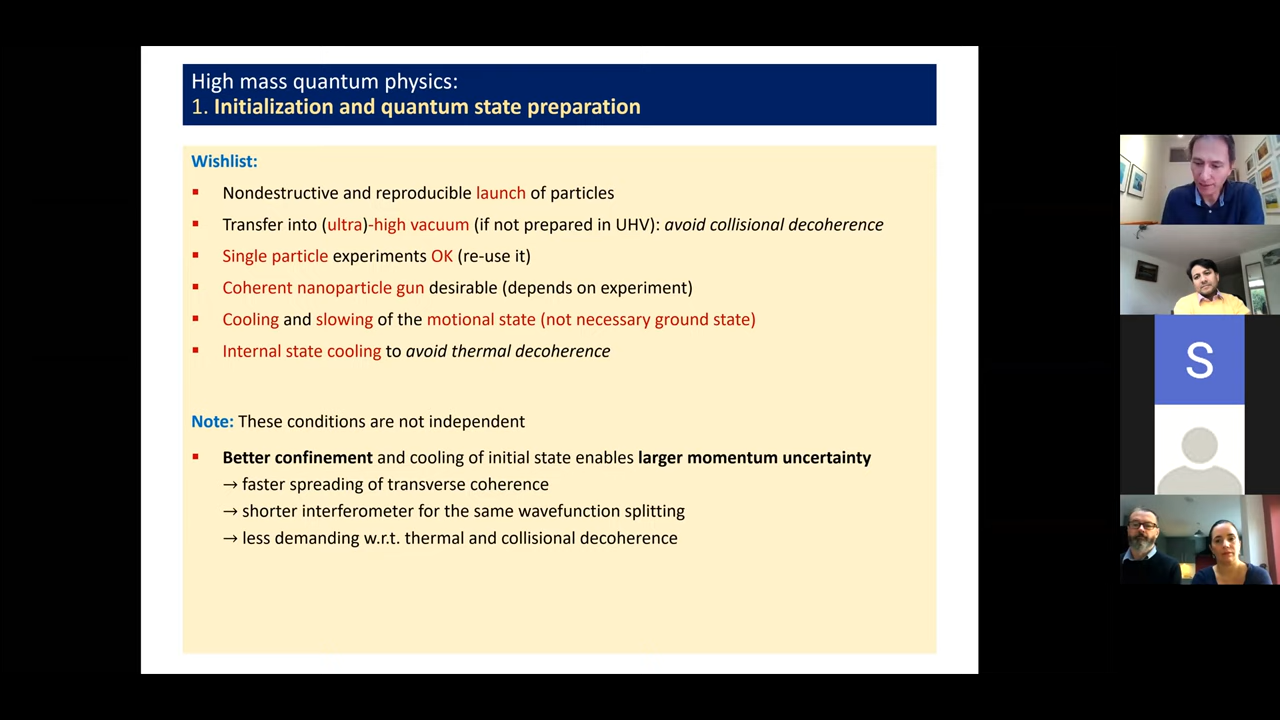 High mass quantum physics:
1. Initialization and quantum state preparation
Wishlist:
▪ Nondestructive and reproducible launch of particles
▪ Transfer into (ultra)-high vacuum (if not prepared in UHV): avoid collisional decoherence
▪ Single particle experiments OK (re-use it)
▪ Coherent nanoparticle gun desirable (depends on experiment)
▪ Cooling and slowing of the motional state (not necessary ground state)
▪ Internal state cooling to avoid thermal decoherence
Note: These conditions are not independent
▪ Better confinement and cooling of initial state enables larger momentum uncertainty
→ faster spreading of transverse coherence
→ shorter interferometer for the same wavefunction splitting
→ less demanding w.r.t. thermal and collisional decoherence
S